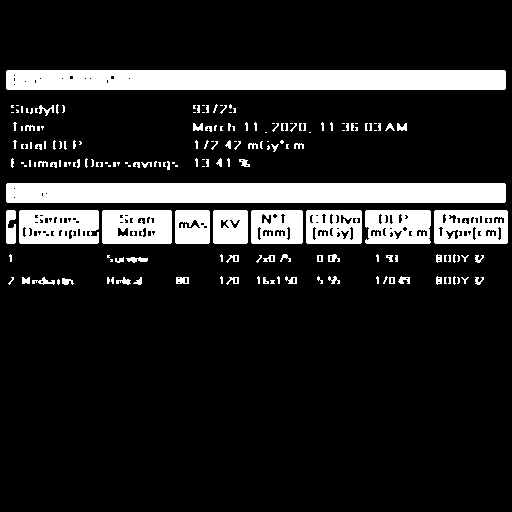 StudyID 93725
Time March 11, 2020, 11:36:03 AM
Total DLP 172.42 mGy*cm
Estimated Dose savings 13.41 %
# Series Description Scan Mode mAs KV N*T (mm) CTDIvo (mGy) DLP (mGy*cm) Phantom Type(cm)
1 Surview 120 2x0.75 0.05 1.93 BODY 32
2 Mediastin Helical 80 120 16x1.50 5.55 170.49 BODY 32